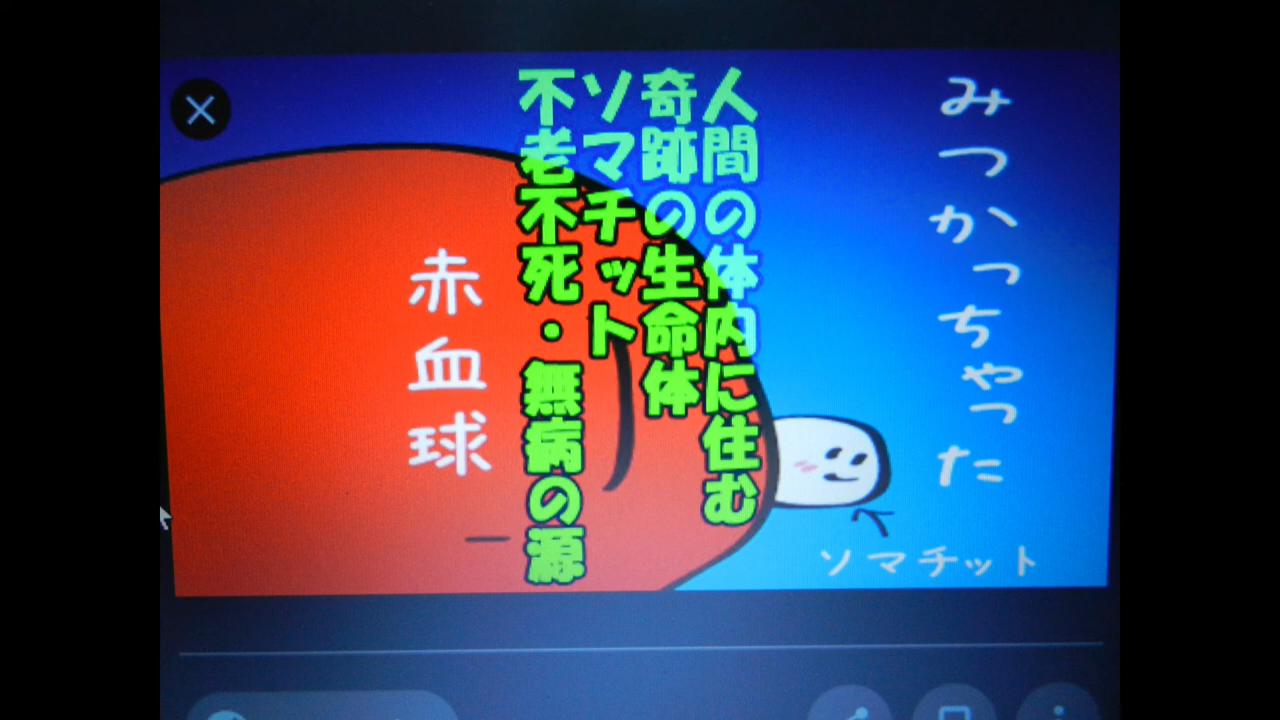 みつかっちゃった
人間の体内に住む
奇跡の生命体
ソマチット
不老不死・無病の源
赤血球
ソマチット